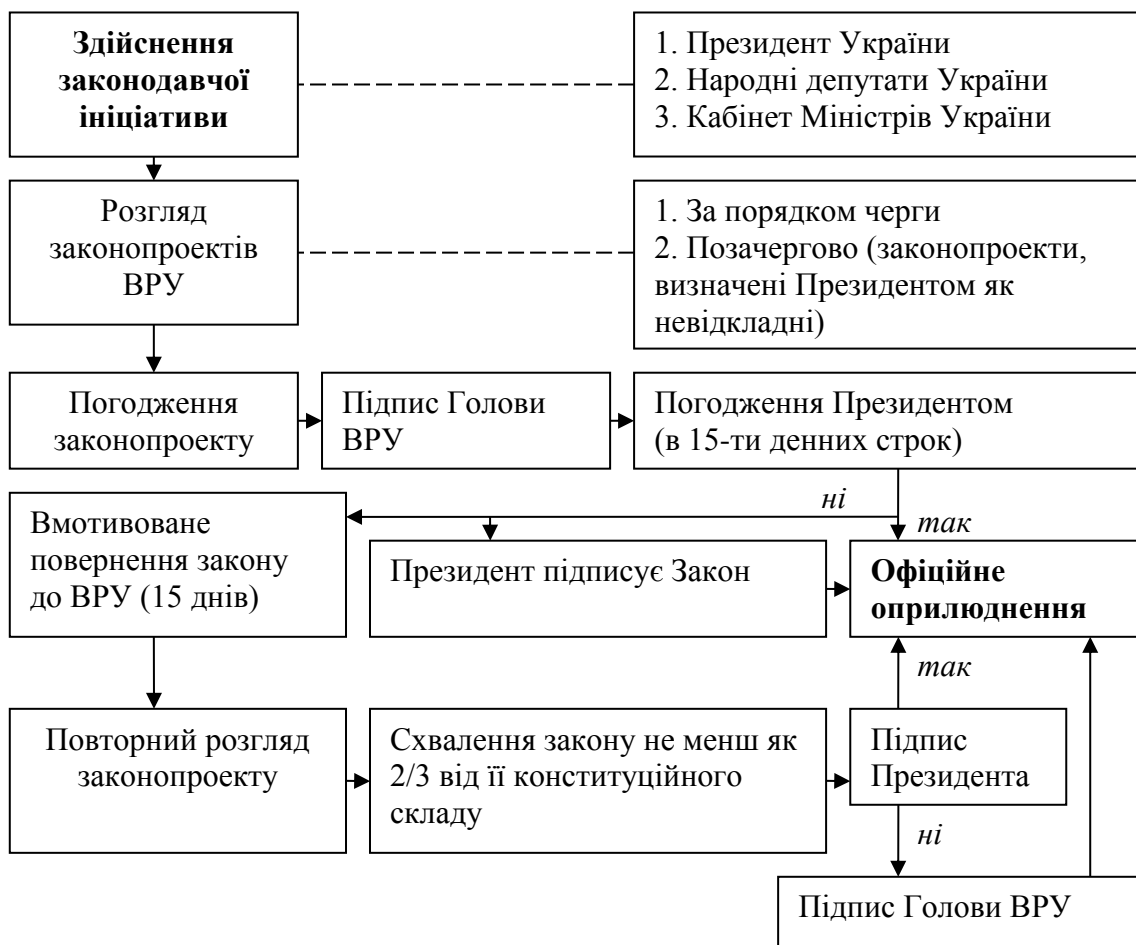 Здійснення
законодавчої
ініціативи
1. Президент України
2. Народні депутати України
3. Кабінет Міністрів України
Розгляд
законопроектів
ВРУ
1. За порядком черги
2. Позачергово (законопроекти,
визначені Президентом як
невідкладні)
Погодження
законопроекту
Підпис Голови
ВРУ
Погодження Президентом
(в 15-ти денних строк)
ні
так
Вмотивоване
повернення закону
до ВРУ (15 днів)
Президент підписує Закон
Офіційне
оприлюднення
так
Повторний розгляд
законопроекту
Схвалення закону не менш як
2/3 від її конституційного
складу
Підпис
Президента
ні
Підпис Голови ВРУ